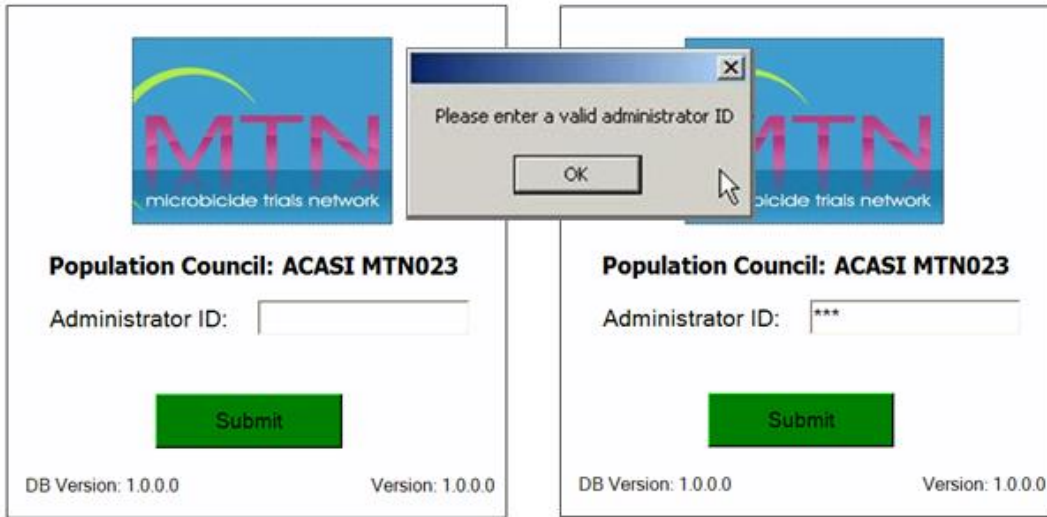 MTN
microbicide trials network
Population Council: ACASI MTN023
Administrator ID:
Submit
DB Version: 1.0.0.0 Version: 1.0.0.0
Please enter a valid administrator ID
OK
TN
bicide trials network
Population Council: ACASI MTN023
Administrator ID: ***
Submit
DB Version: 1.0.0.0 Version: 1.0.0.0